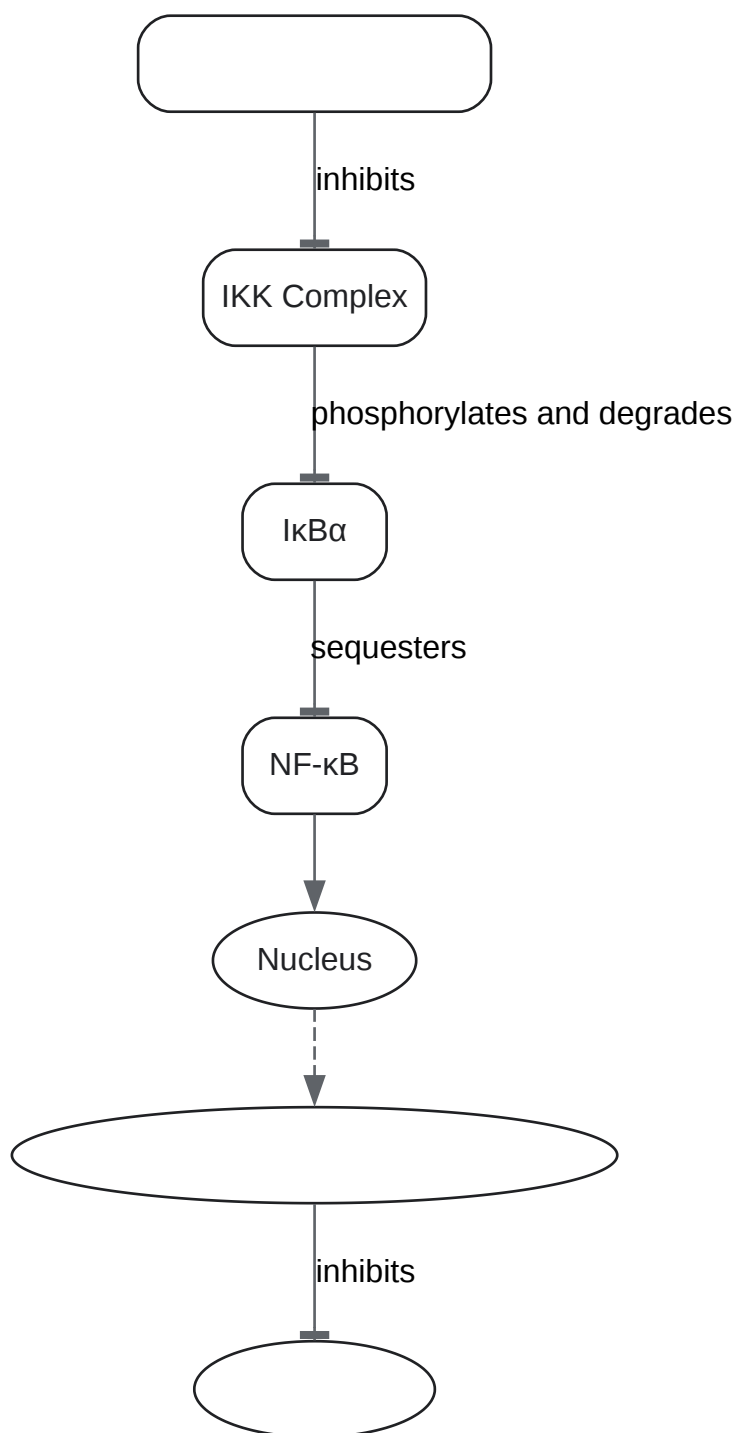 inhibits
IKK Complex
phosphorylates and degrades
IκBα
sequesters
NF-κB
Nucleus
inhibits